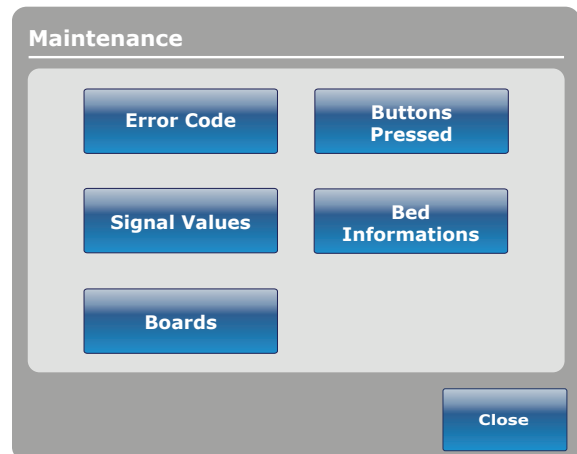 Maintenance
Error Code
Buttons
Pressed
Signal Values
Bed
Informations
Boards
Close